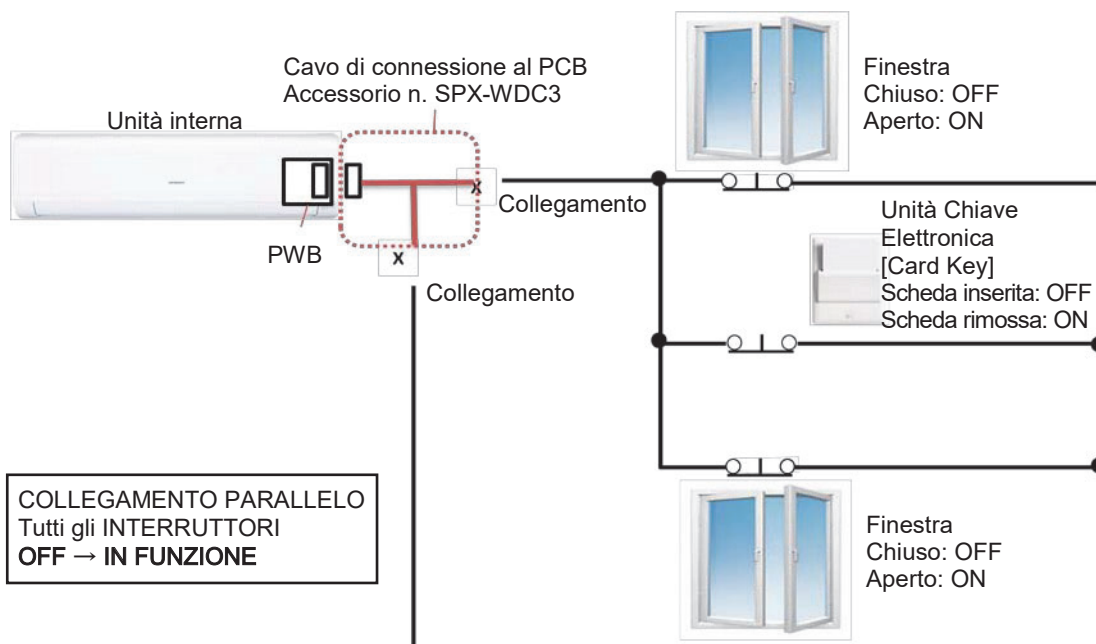 Cavo di connessione al PCB
Accessorio n. SPX-WDC3
Unità interna
PWB
X
Collegamento
X
Collegamento
Finestra
Chiuso: OFF
Aperto: ON
Unità Chiave
Elettronica
[Card Key]
Scheda inserita: OFF
Scheda rimossa: ON
COLLEGAMENTO PARALLELO
Tutti gli INTERRUTTORI
OFF → IN FUNZIONE
Finestra
Chiuso: OFF
Aperto: ON